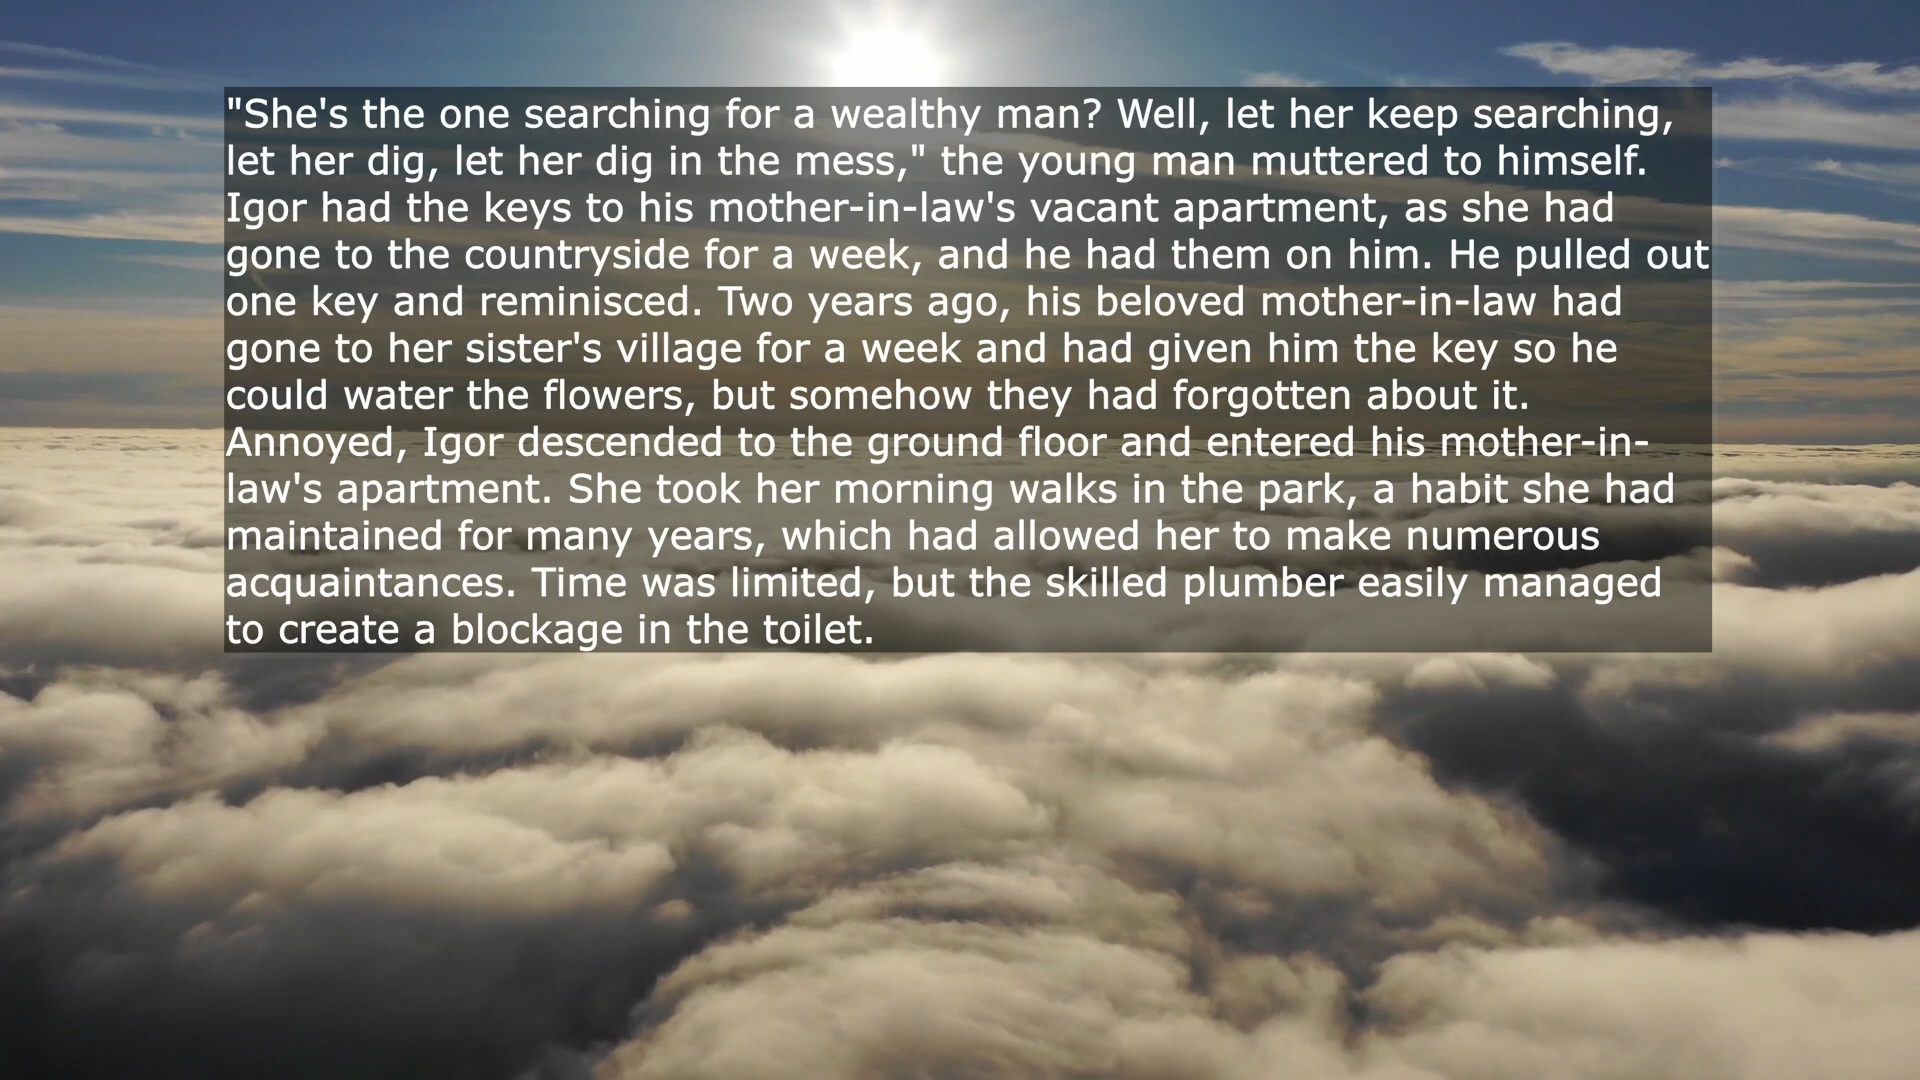 "She's the one searching for a wealthy man? Well, let her keep searching,
let her dig, let her dig in the mess," the young man muttered to himself.
Igor had the keys to his mother-in-law's vacant apartment, as she had
gone to the countryside for a week, and he had them on him. He pulled out
one key and reminisced. Two years ago, his beloved mother-in-law had
gone to her sister's village for a week and had given him the key so he
could water the flowers, but somehow they had forgotten about it.
Annoyed, Igor descended to the ground floor and entered his mother-in-
law's apartment. She took her morning walks in the park, a habit she had
maintained for many years, which had allowed her to make numerous
acquaintances. Time was limited, but the skilled plumber easily managed
to create a blockage in the toilet.